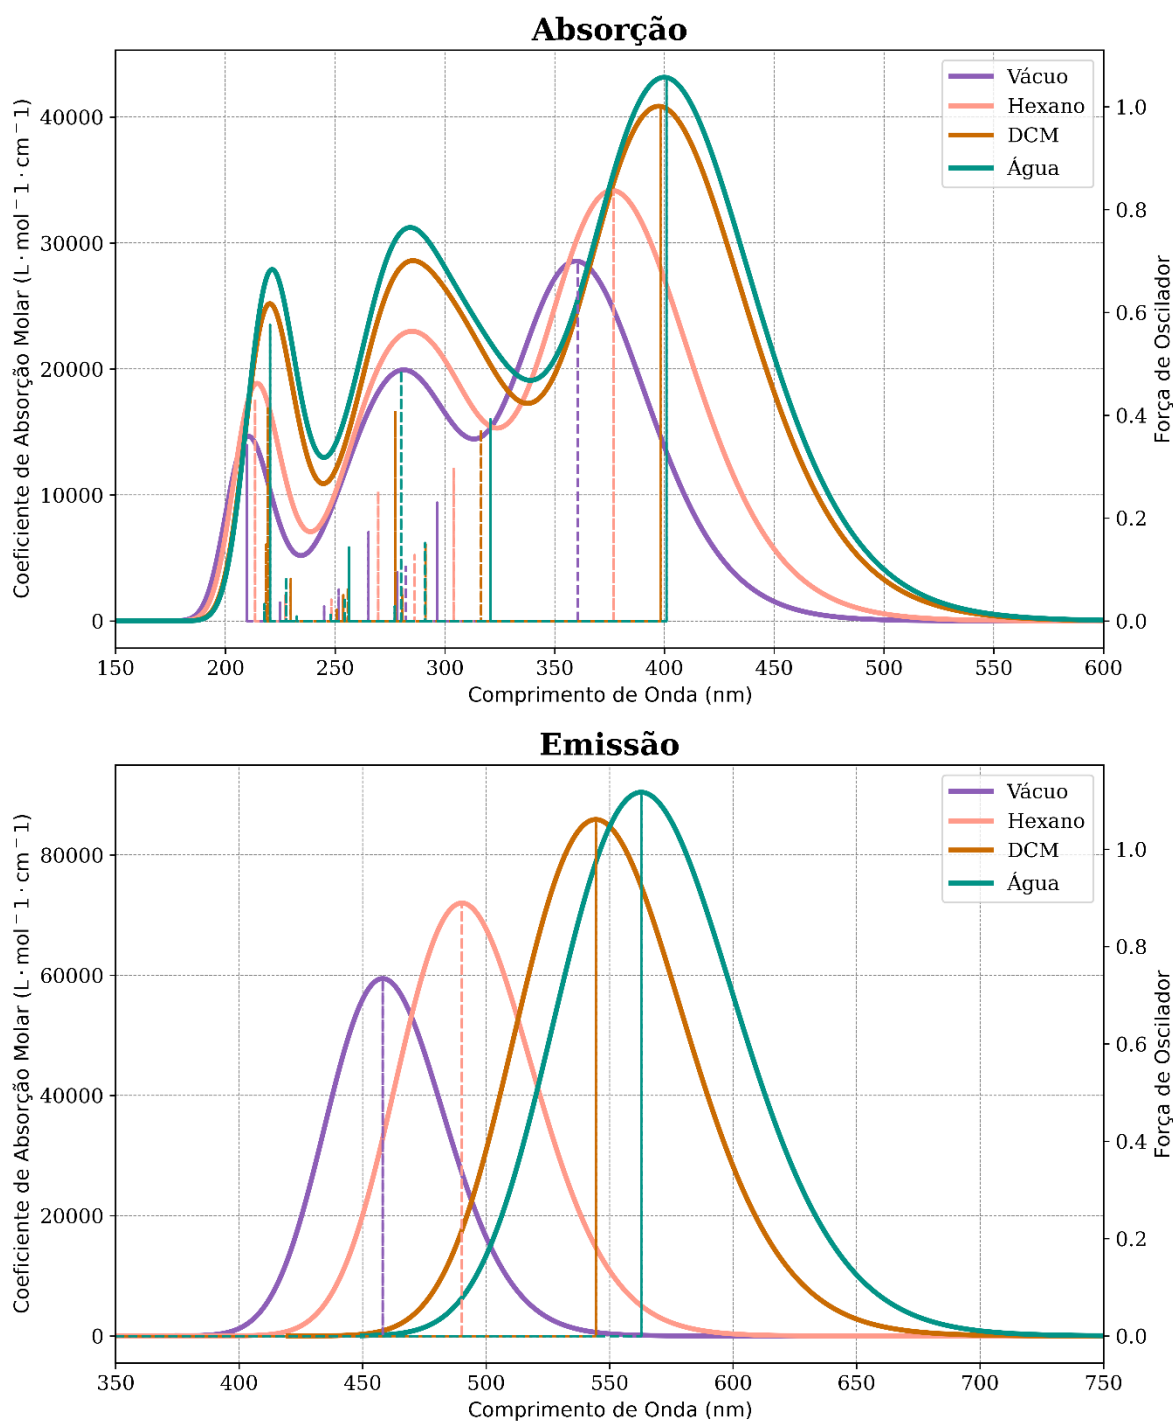 Absorção
Coeficiente de Absorção Molar (L · mol⁻1 · cm⁻1)
40000
30000
20000
10000
0
Vácuo
Hexano
DCM
Água
1.0
0.8
0.6
0.4
0.2
0.0
Força de Oscilador
150 200 250 300 350 400 450 500 550 600
Comprimento de Onda (nm)
Emissão
Coeficiente de Absorção Molar (L · mol⁻1 · cm⁻1)
80000
60000
40000
20000
0
Vácuo
Hexano
DCM
Água
1.0
0.8
0.6
0.4
0.2
0.0
Força de Oscilador
350 400 450 500 550 600 650 700 750
Comprimento de Onda (nm)